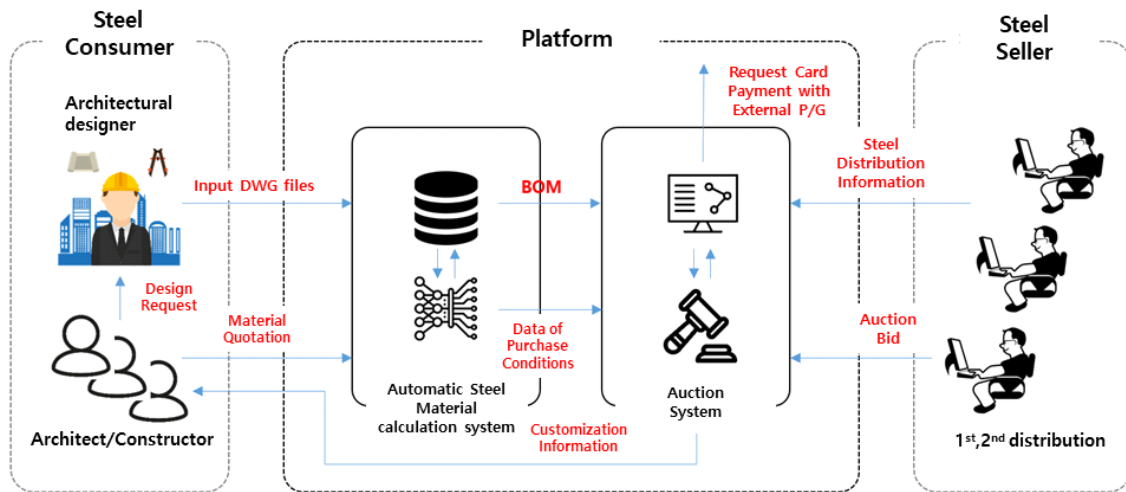 Steel
Consumer
Platform
Steel
Seller
Architectural
designer
Request Card
Payment with
External P/G
Steel
Distribution
Information
Input DWG files
BOM
Design
Request
Material
Quotation
Data of
Purchase
Conditions
Auction
Bid
Automatic Steel
Material
calculation system
Auction
System
Customization
Information
Architect/Constructor
1st,2nd distribution